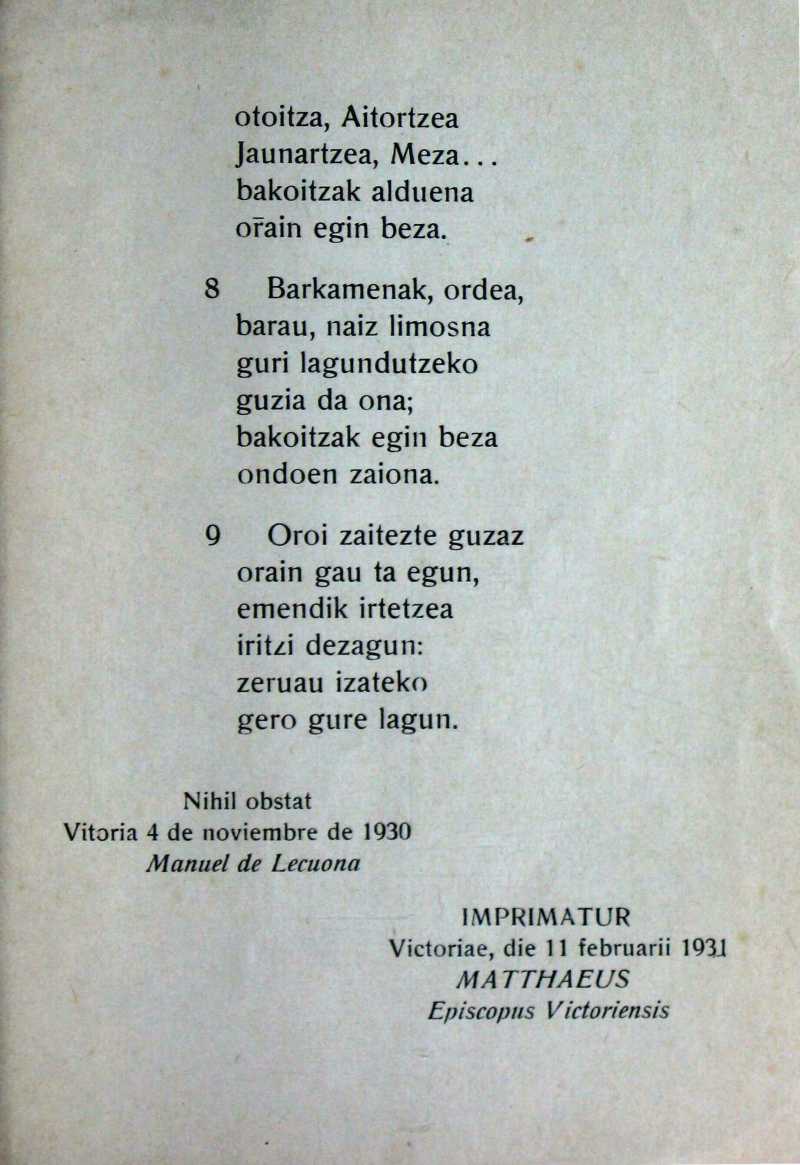 otoitza, Aitortzea
Jaunartzea, Meza...
bakoitzak alduena
or̄ain egin beza.
8 Barkamenak, ordea,
barau, naiz limosna
guri lagundutzeko
guzia da ona;
bakoitzak egin beza
ondoen zaiona.
9 Oroi zaitezte guzaz
orain gau ta egun,
emendik irtetzea
iritzi dezagun:
zeruau izateko
gero gure lagun.
Nihil obstat
Vitoria 4 de noviembre de 1930
Manuel de Lecuona
IMPRIMATUR
Victoriae, die 11 februarii 1931
MATTHAEUS
Episcopus Victoriensis